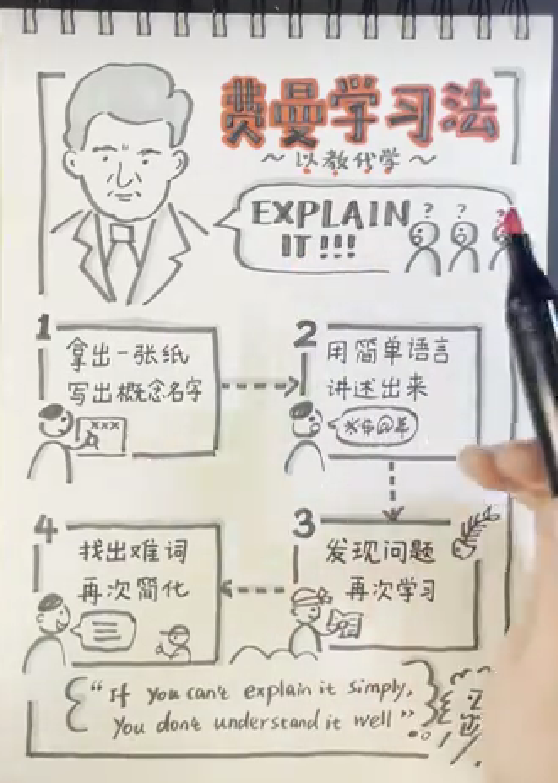 费曼学习法
~以教代学~
EXPLAIN
IT!!!
? ? ?
1
拿出一张纸
写出概念名字
xxx
2
用简单语言
讲述出来
3
发现问题
再次学习
4
找出难词
再次简化
“If you can't explain it simply,
You don't understand it well”